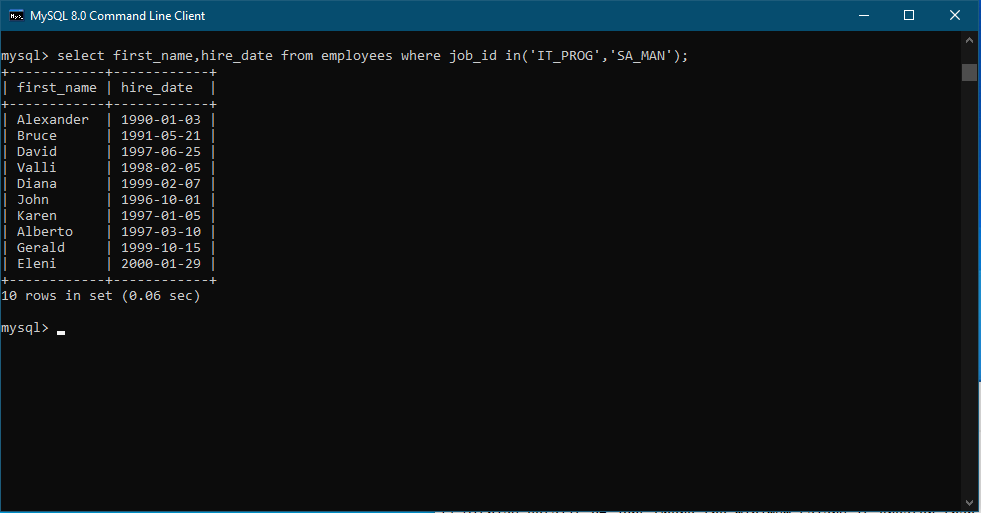 MySQL 8.0 Command Line Client
mysql> select first_name,hire_date from employees where job_id in('IT_PROG','SA_MAN');
+------------+------------+
| first_name | hire_date  |
+------------+------------+
| Alexander  | 1990-01-03 |
| Bruce      | 1991-05-21 |
| David      | 1997-06-25 |
| Valli      | 1998-02-05 |
| Diana      | 1999-02-07 |
| John       | 1996-10-01 |
| Karen      | 1997-01-05 |
| Alberto    | 1997-03-10 |
| Gerald     | 1999-10-15 |
| Eleni      | 2000-01-29 |
+------------+------------+
10 rows in set (0.06 sec)
mysql>